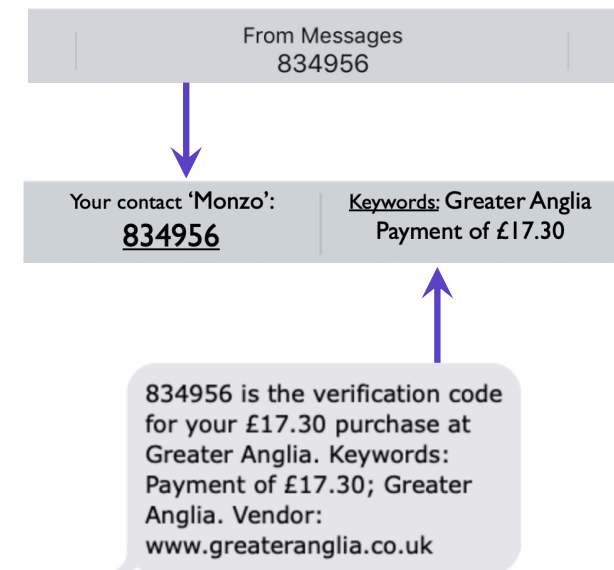 From Messages
834956
Your contact ‘Monzo’:
834956
Keywords: Greater Anglia
Payment of £17.30
834956 is the verification code
for your £17.30 purchase at
Greater Anglia. Keywords:
Payment of £17.30; Greater
Anglia. Vendor:
www.greateranglia.co.uk